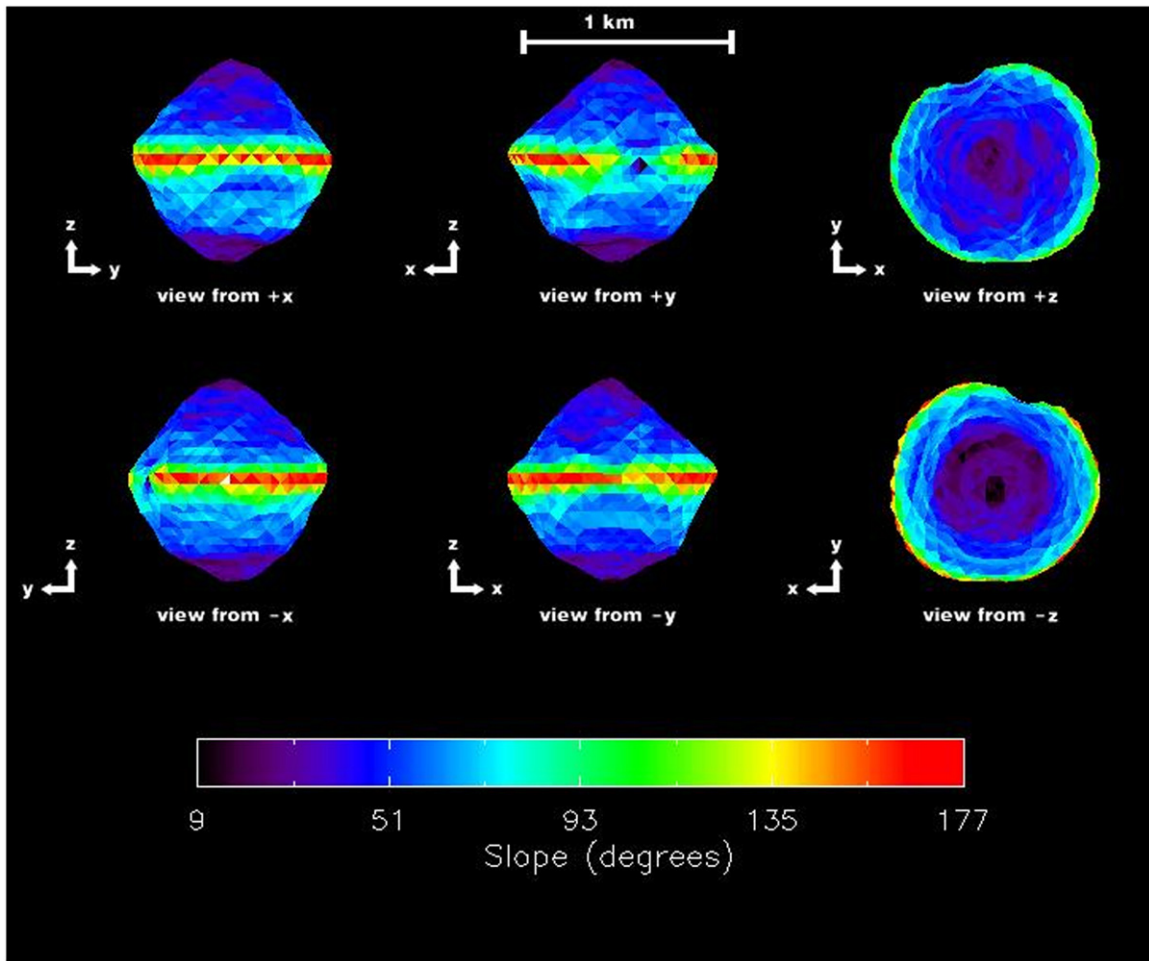 1 km
z
y
view from +x
z
x
view from +y
y
x
view from +z
z
y
view from −x
z
x
view from −y
y
x
view from −z
9 51 93 135 177
Slope (degrees)